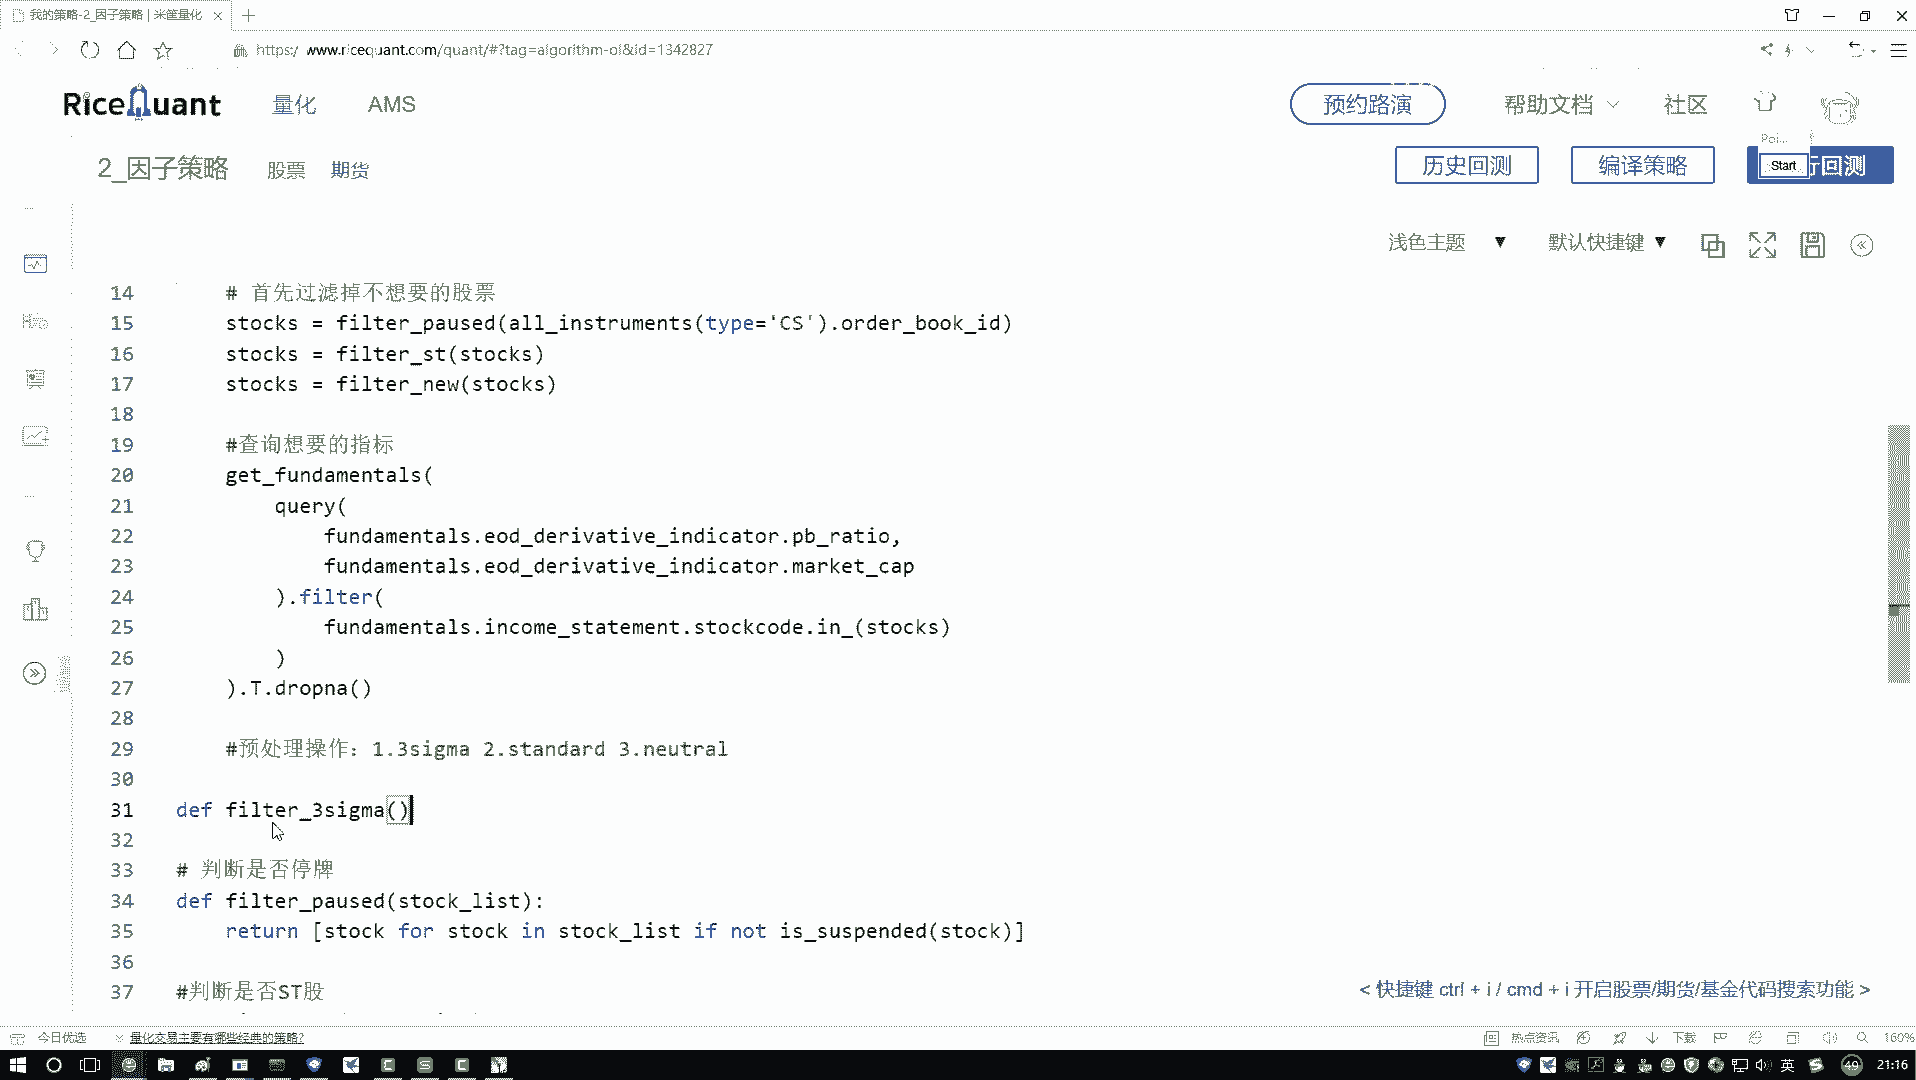 我的策略-2_因子策略 | 米筐量化
https:/ www.ricequant.com/quant/#?tag=algorithm-ol&id=1342827
RiceQuant 量化 AMS 预约路演 帮助文档 社区
2_因子策略 股票 期货 历史回测 编译策略 Start 行回测
Poi...
浅色主题 ▼ 默认快捷键 ▼
14 # 首先过滤掉不想要的股票
15 stocks = filter_paused(all_instruments(type='CS').order_book_id)
16 stocks = filter_st(stocks)
17 stocks = filter_new(stocks)
18
19 #查询想要的指标
20 get_fundamentals(
21 query(
22 fundamentals.eod_derivative_indicator.pb_ratio,
23 fundamentals.eod_derivative_indicator.market_cap
24 ).filter(
25 fundamentals.income_statement.stockcode.in_(stocks)
26 )
27 ).T.dropna()
28
29 #预处理操作：1.3sigma 2.standard 3.neutral
30
31 def filter_3sigma()
32
33 # 判断是否停牌
34 def filter_paused(stock_list):
35 return [stock for stock in stock_list if not is_suspended(stock)]
36
37 #判断是否ST股
< 快捷键 ctrl + i / cmd + i 开启股票/期货/基金代码搜索功能 >
今日优选 量化交易主要有哪些经典的策略? 热点资讯 下载 160%
英 49 21:16